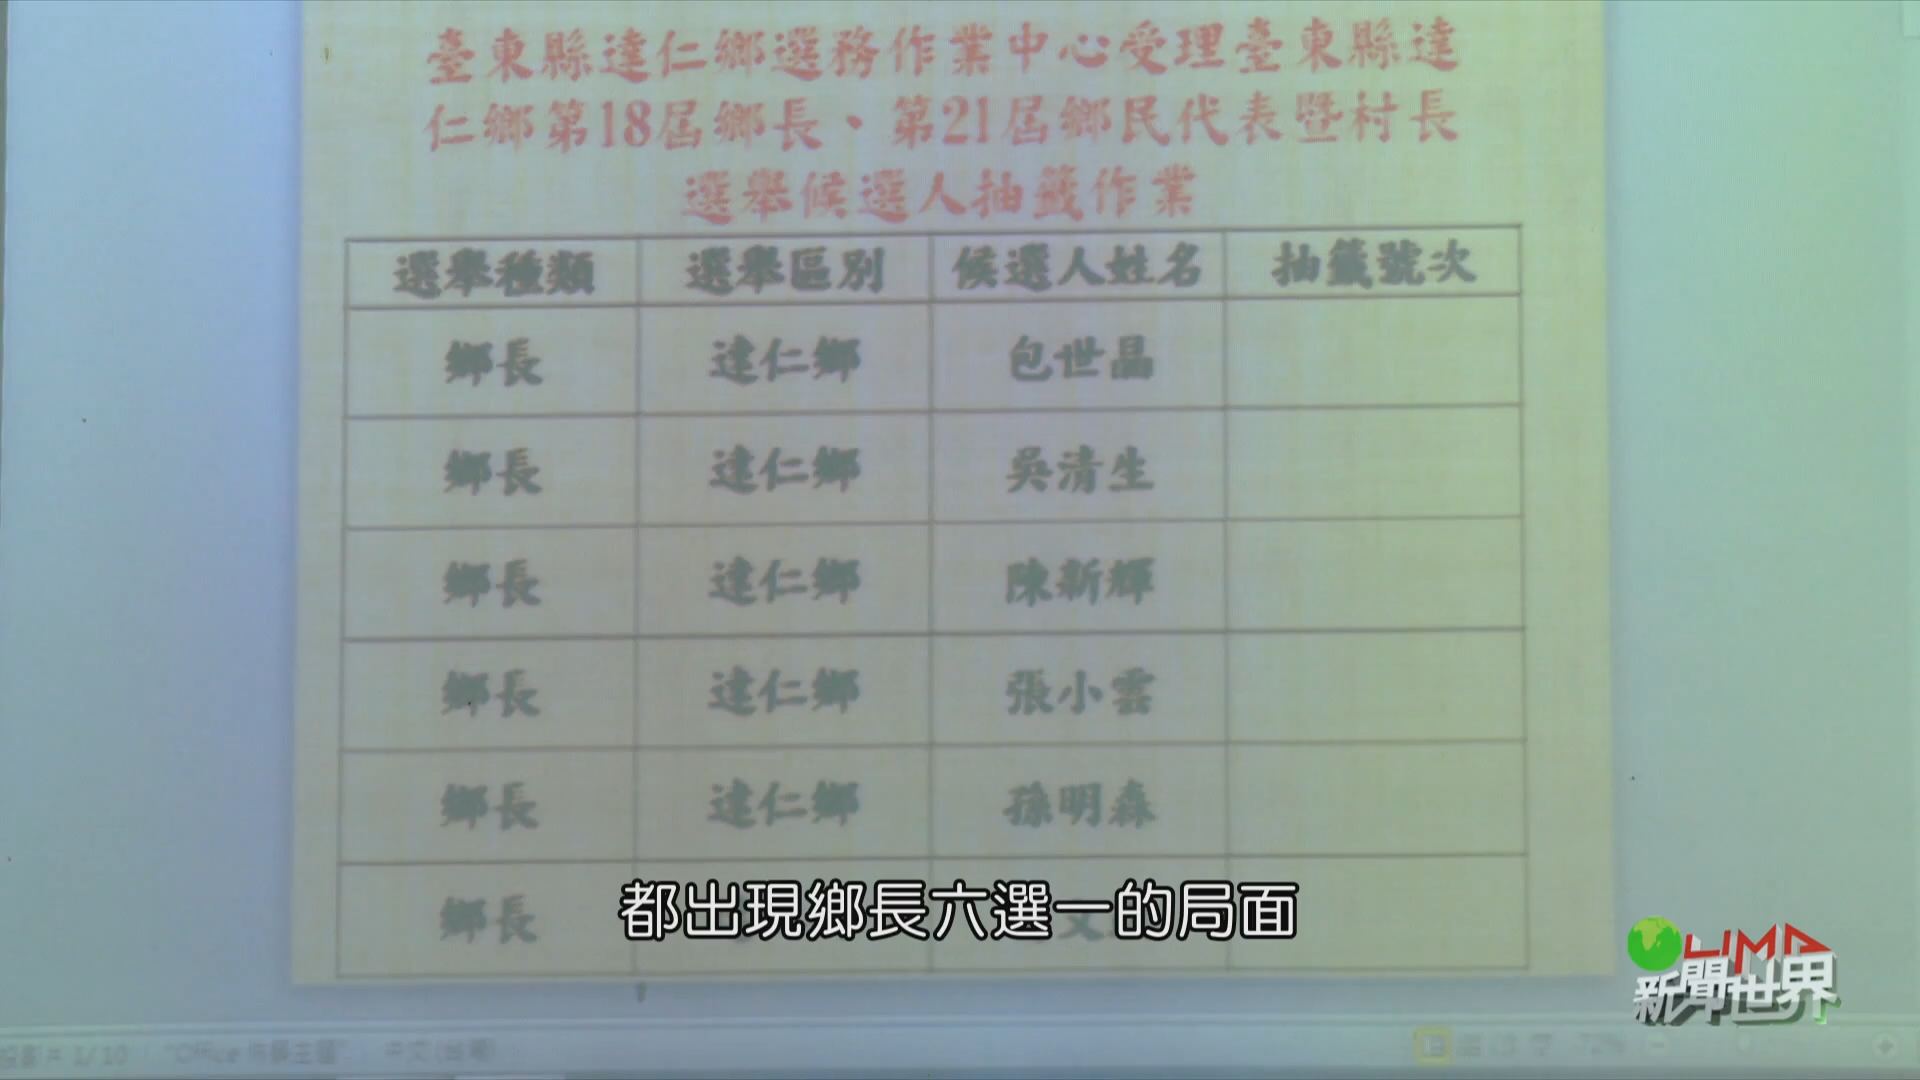 臺東縣達仁鄉選務作業中心受理臺東縣達
仁鄉第18屆鄉長、第21屆鄉民代表暨村長
選舉候選人抽籤作業
選舉種類 選舉區別 候選人姓名 抽籤號次
鄉長 達仁鄉 包世晶
鄉長 達仁鄉 吳清生
鄉長 達仁鄉 陳新輝
鄉長 達仁鄉 張小雲
鄉長 達仁鄉 孫明森
鄉長
都出現鄉長六選一的局面
LIMA
新聞世界
1/10